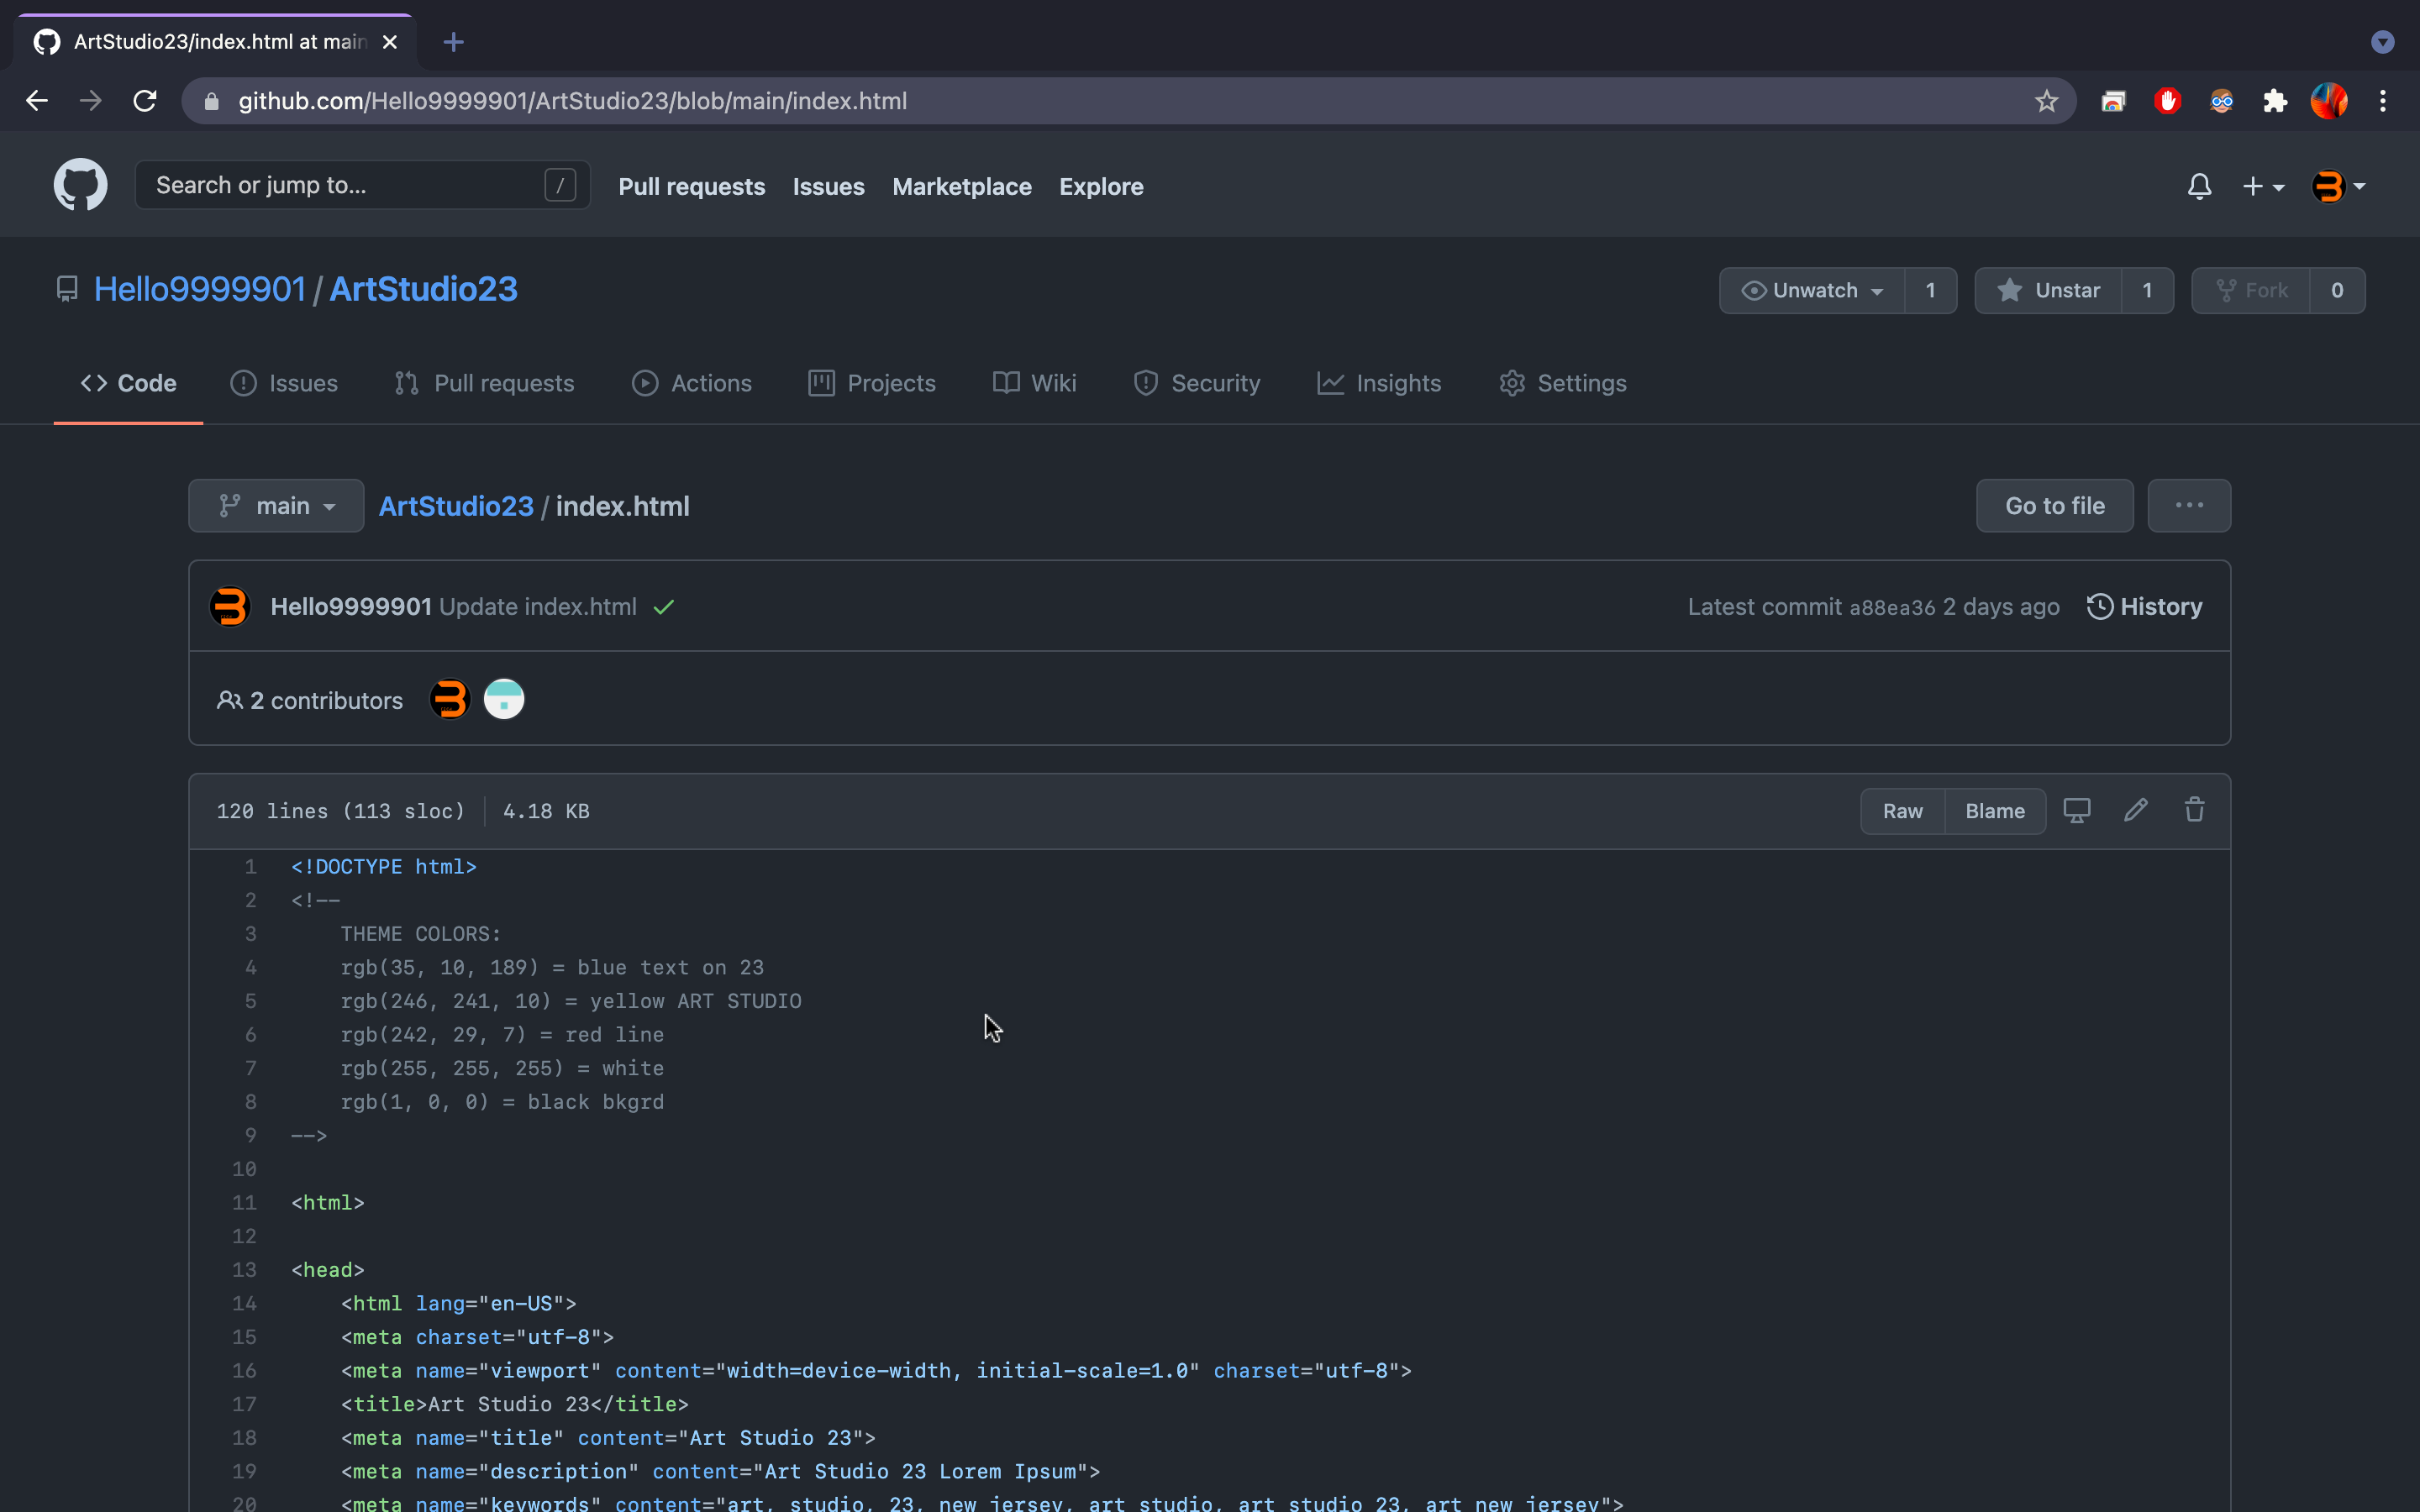 ArtStudio23/index.html at main
github.com/Hello9999901/ArtStudio23/blob/main/index.html
Search or jump to... /
Pull requests Issues Marketplace Explore
Hello9999901/ArtStudio23
Unwatch 1 Unstar 1 Fork 0
Code Issues Pull requests Actions Projects Wiki Security Insights Settings
main ArtStudio23 / index.html Go to file ...
Hello9999901 Update index.html Latest commit a88ea36 2 days ago History
2 contributors
120 lines (113 sloc) 4.18 KB Raw Blame
1 <!DOCTYPE html>
2 <!--
3 THEME COLORS:
4 rgb(35, 10, 189) = blue text on 23
5 rgb(246, 241, 10) = yellow ART STUDIO
6 rgb(242, 29, 7) = red line
7 rgb(255, 255, 255) = white
8 rgb(1, 0, 0) = black bkgrd
9 -->
10
11 <html>
12
13 <head>
14 <html lang="en-US">
15 <meta charset="utf-8">
16 <meta name="viewport" content="width=device-width, initial-scale=1.0" charset="utf-8">
17 <title>Art Studio 23</title>
18 <meta name="title" content="Art Studio 23">
19 <meta name="description" content="Art Studio 23 Lorem Ipsum">
20 <meta name="keywords" content="art, studio, 23, new jersey, art studio, art studio 23, art new jersey">